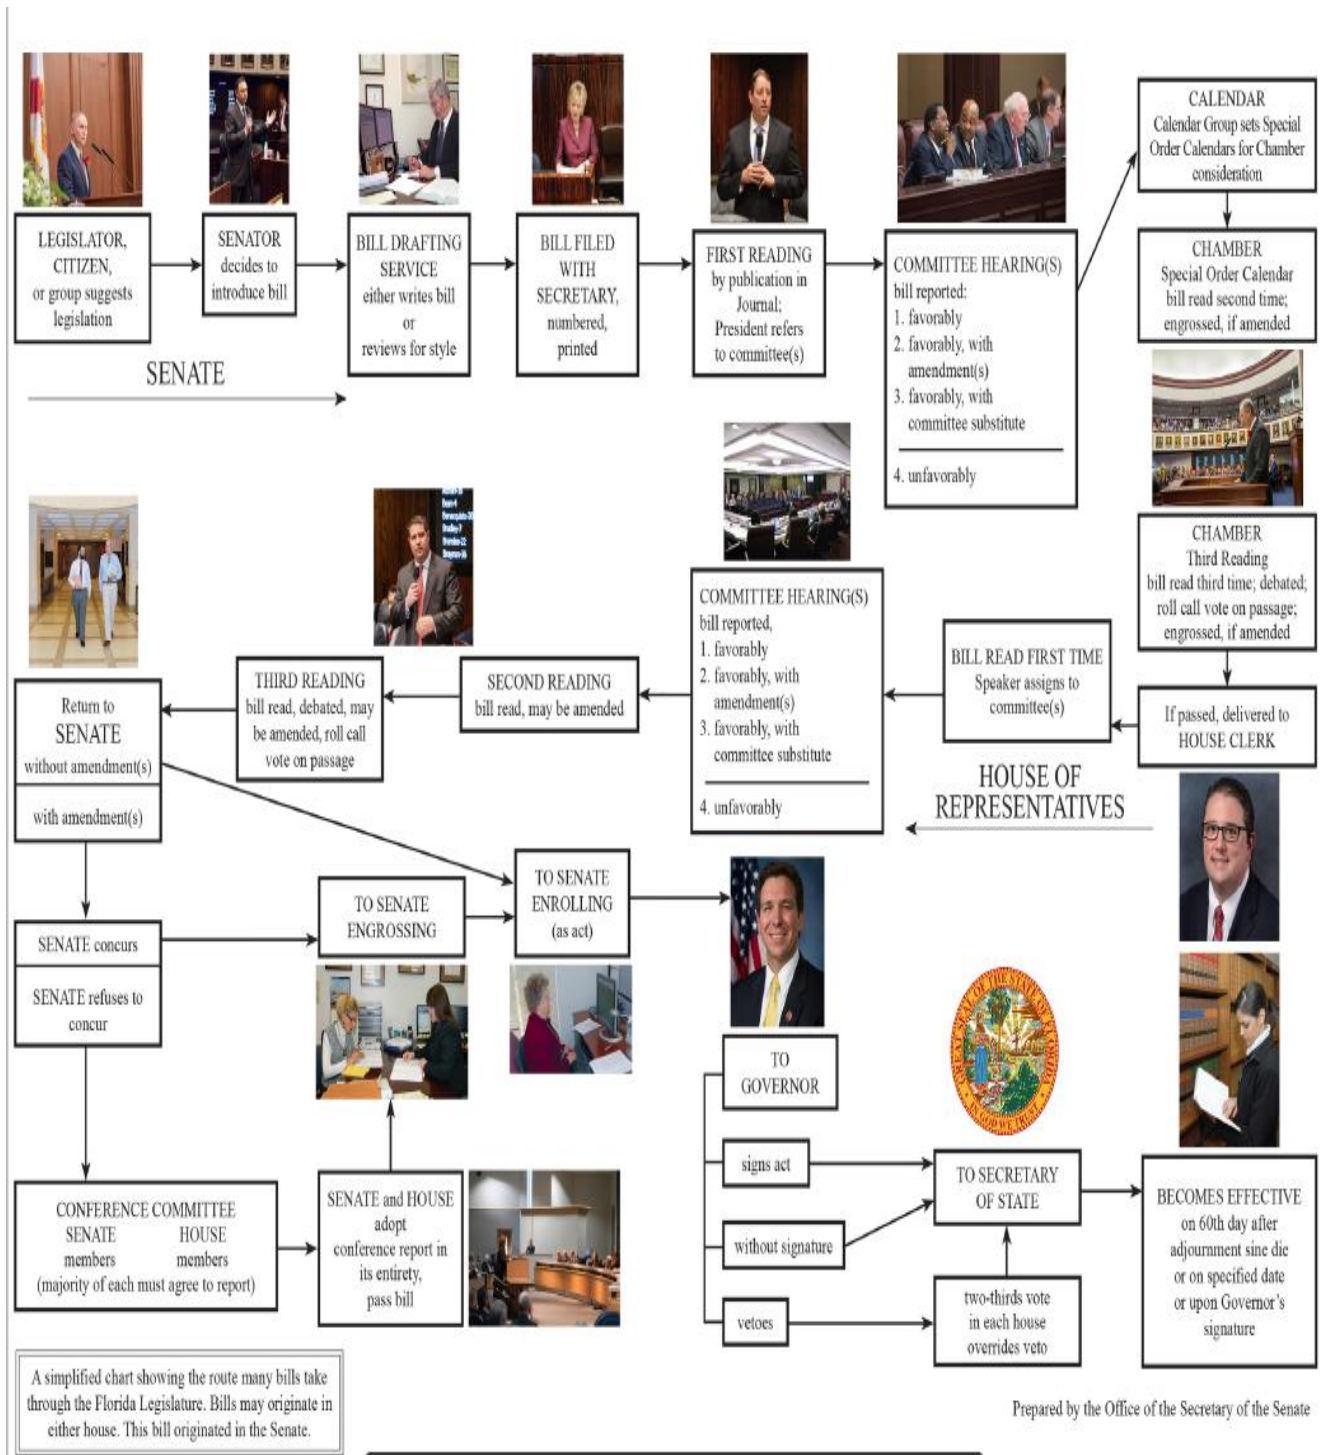 LEGISLATOR,
CITIZEN,
or group suggests
legislation
SENATOR
decides to
introduce bill
BILL DRAFTING
SERVICE
either writes bill
or
reviews for style
BILL FILED
WITH
SECRETARY,
numbered,
printed
FIRST READING
by publication in
Journal;
President refers
to committee(s)
COMMITTEE HEARING(S)
bill reported:
1. favorably
2. favorably, with
amendment(s)
3. favorably, with
committee substitute
4. unfavorably
CALENDAR
Calendar Group sets Special
Order Calendars for Chamber
consideration
CHAMBER
Special Order Calendar
bill read second time;
engrossed, if amended
SENATE
CHAMBER
Third Reading
bill read third time; debated;
roll call vote on passage;
engrossed, if amended
If passed, delivered to
HOUSE CLERK
HOUSE OF
REPRESENTATIVES
BILL READ FIRST TIME
Speaker assigns to
committee(s)
COMMITTEE HEARING(S)
bill reported,
1. favorably
2. favorably, with
amendment(s)
3. favorably, with
committee substitute
4. unfavorably
SECOND READING
bill read, may be amended
THIRD READING
bill read, debated, may
be amended, roll call
vote on passage
Return to
SENATE
without amendment(s)
with amendment(s)
SENATE concurs
SENATE refuses to
concur
TO SENATE
ENGROSSING
TO SENATE
ENROLLING
(as act)
CONFERENCE COMMITTEE
SENATE HOUSE
members members
(majority of each must agree to report)
SENATE and HOUSE
adopt
conference report in
its entirety,
pass bill
TO
GOVERNOR
signs act
without signature
vetoes
GREAT SEAL OF THE STATE OF FLORIDA
IN GOD WE TRUST
TO SECRETARY
OF STATE
two-thirds vote
in each house
overrides veto
BECOMES EFFECTIVE
on 60th day after
adjournment sine die
or on specified date
or upon Governor's
signature
A simplified chart showing the route many bills take
through the Florida Legislature. Bills may originate in
either house. This bill originated in the Senate.
Prepared by the Office of the Secretary of the Senate